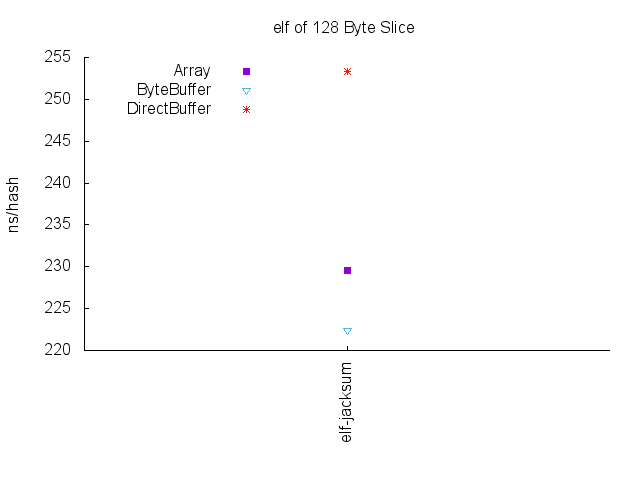 elf of 128 Byte Slice
255
250
245
240
235
230
225
220
ns/hash
Array
ByteBuffer
DirectBuffer
elf-jacksum